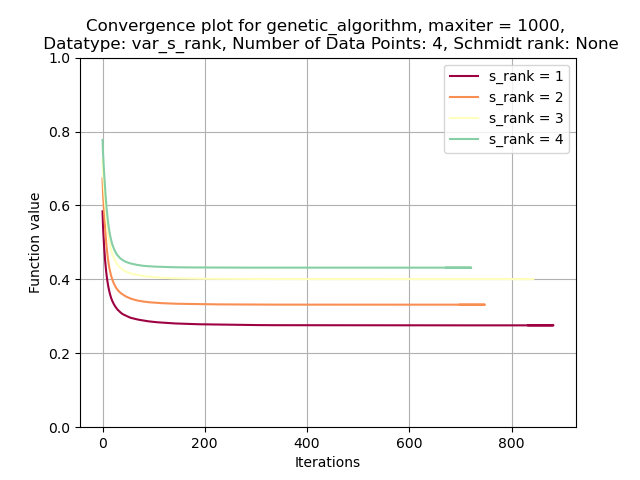 Convergence plot for genetic_algorithm, maxiter = 1000,
Datatype: var_s_rank, Number of Data Points: 4, Schmidt rank: None
1.0
s_rank = 1
s_rank = 2
s_rank = 3
s_rank = 4
0.8
0.6
Function value
0.4
0.2
0.0
0 200 400 600 800
Iterations